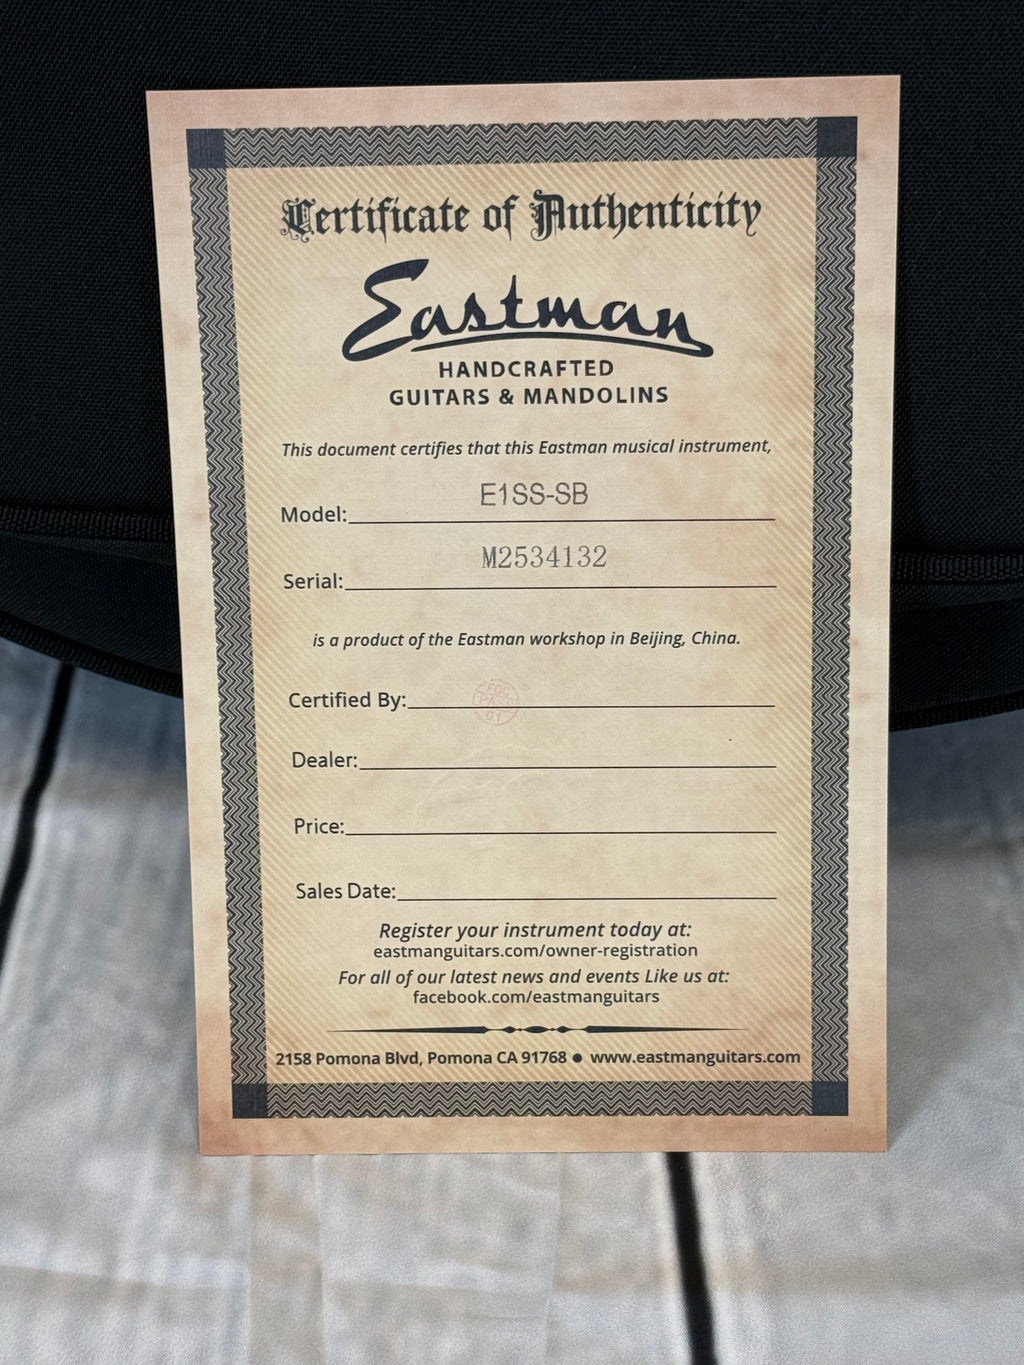 Certificate of Authenticity
Eastman
HANDCRAFTED
GUITARS & MANDOLINS
This document certifies that this Eastman musical instrument,
Model: E1SS-SB
Serial: M2534132
is a product of the Eastman workshop in Beijing, China.
Certified By: FQC PASS 01
Dealer:
Price:
Sales Date:
Register your instrument today at:
eastmanguitars.com/owner-registration
For all of our latest news and events Like us at:
facebook.com/eastmanguitars
2158 Pomona Blvd, Pomona CA 91768 ● www.eastmanguitars.com